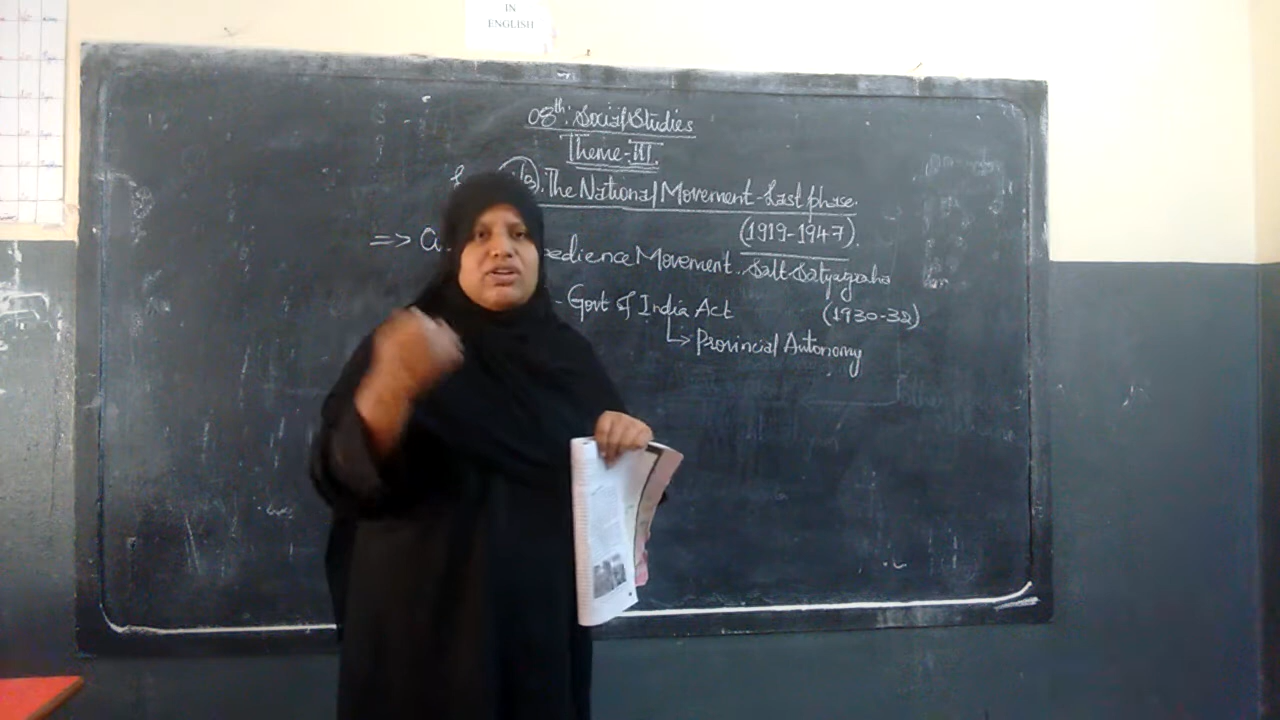 IN
ENGLISH
08th: Social Studies
Theme-III.
The National Movement-Last phase.
(1919-1947).
=> edience Movement.. Salt Satyagraha
- Govt of India Act (1930-32)
↳ Provincial Autonomy